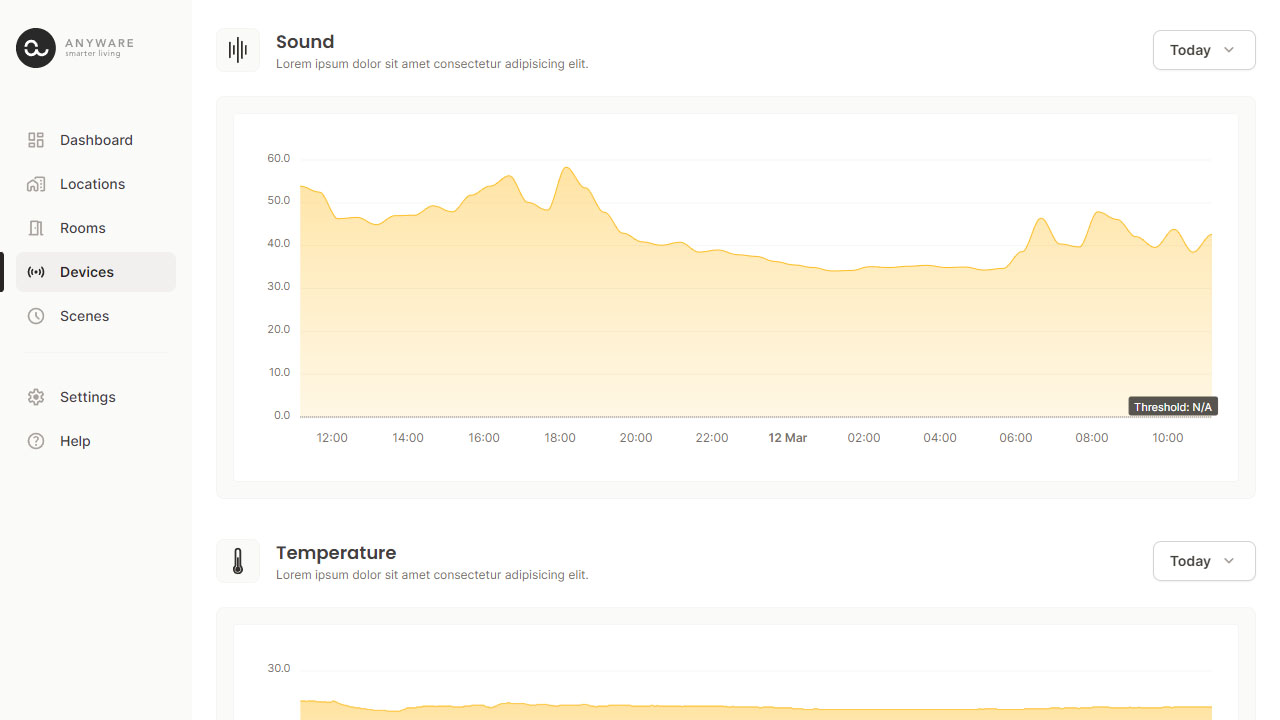 ANYWARE
smarter living
Dashboard
Locations
Rooms
Devices
Scenes
Settings
Help
Sound
Lorem ipsum dolor sit amet consectetur adipisicing elit.
Today
60.0
50.0
40.0
30.0
20.0
10.0
0.0
Threshold: N/A
12:00 14:00 16:00 18:00 20:00 22:00 12 Mar 02:00 04:00 06:00 08:00 10:00
Temperature
Lorem ipsum dolor sit amet consectetur adipisicing elit.
Today
30.0